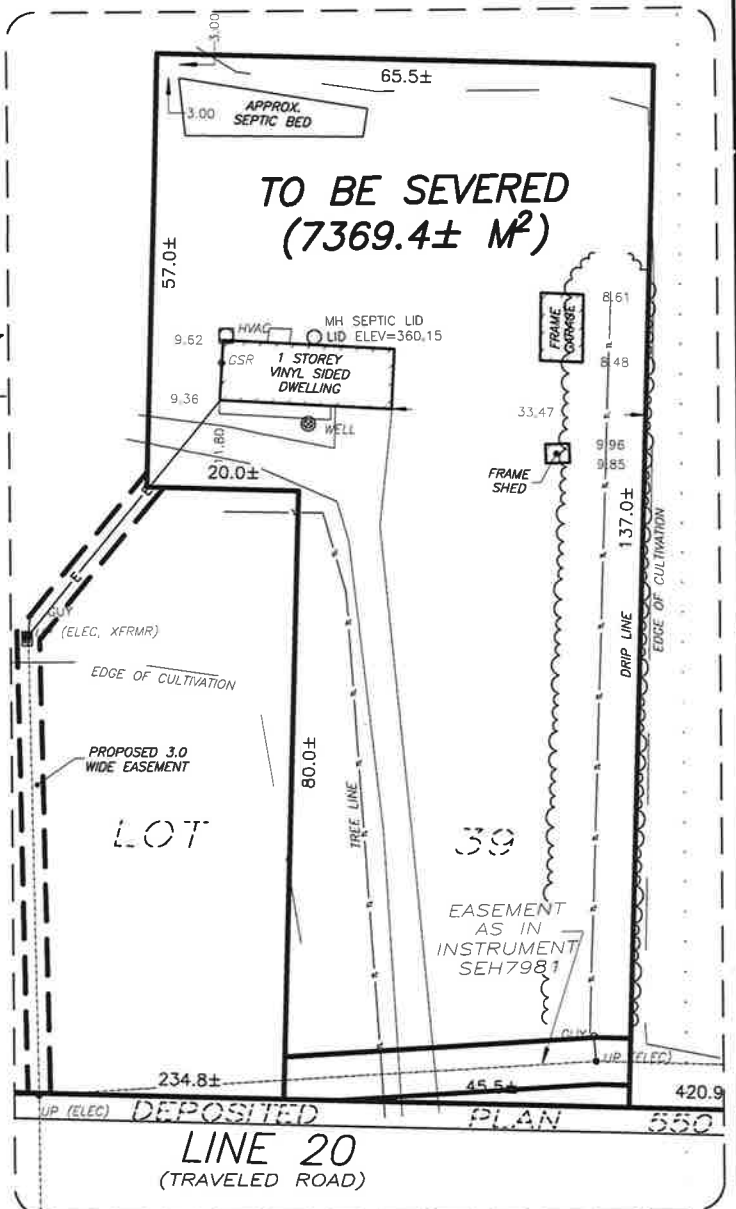 3.00
65.5±
3.00
APPROX.
SEPTIC BED
TO BE SEVERED
(7369.4± M²)
57.0±
8.61
FRAME
GARAGE
MH SEPTIC LID
LID ELEV=360.15
HVAC
9.62
GSR
1 STOREY
VINYL SIDED
DWELLING
8.48
9.36
33.47
11.80
WELL
9.96
9.85
20.0±
FRAME
SHED
E
137.0±
EDGE OF CULTIVATION
E
GUY
(ELEC, XFRMR)
DRIP LINE
EDGE OF CULTIVATION
PROPOSED 3.0
WIDE EASEMENT
80.0±
TREE LINE
LOT
39
EASEMENT
AS IN
INSTRUMENT
SEH7981
GUY
UP (ELEC)
234.8±
45.5±
420.9
UP (ELEC)
DEPOSITED PLAN 550
LINE 20
(TRAVELED ROAD)